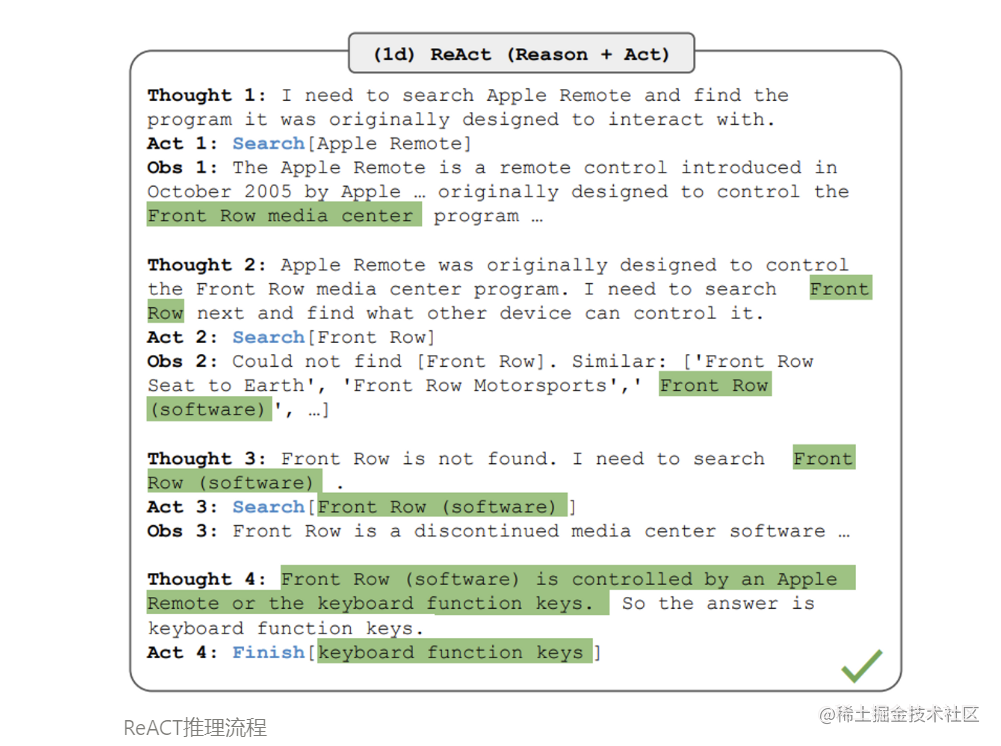 (1d) ReAct (Reason + Act)
Thought 1: I need to search Apple Remote and find the
program it was originally designed to interact with.
Act 1: Search[Apple Remote]
Obs 1: The Apple Remote is a remote control introduced in
October 2005 by Apple … originally designed to control the
Front Row media center program …
Thought 2: Apple Remote was originally designed to control
the Front Row media center program. I need to search Front
Row next and find what other device can control it.
Act 2: Search[Front Row]
Obs 2: Could not find [Front Row]. Similar: ['Front Row
Seat to Earth', 'Front Row Motorsports',' Front Row
(software)', …]
Thought 3: Front Row is not found. I need to search Front
Row (software) .
Act 3: Search[Front Row (software) ]
Obs 3: Front Row is a discontinued media center software …
Thought 4: Front Row (software) is controlled by an Apple
Remote or the keyboard function keys. So the answer is
keyboard function keys.
Act 4: Finish[keyboard function keys ]
ReACT推理流程
@稀土掘金技术社区